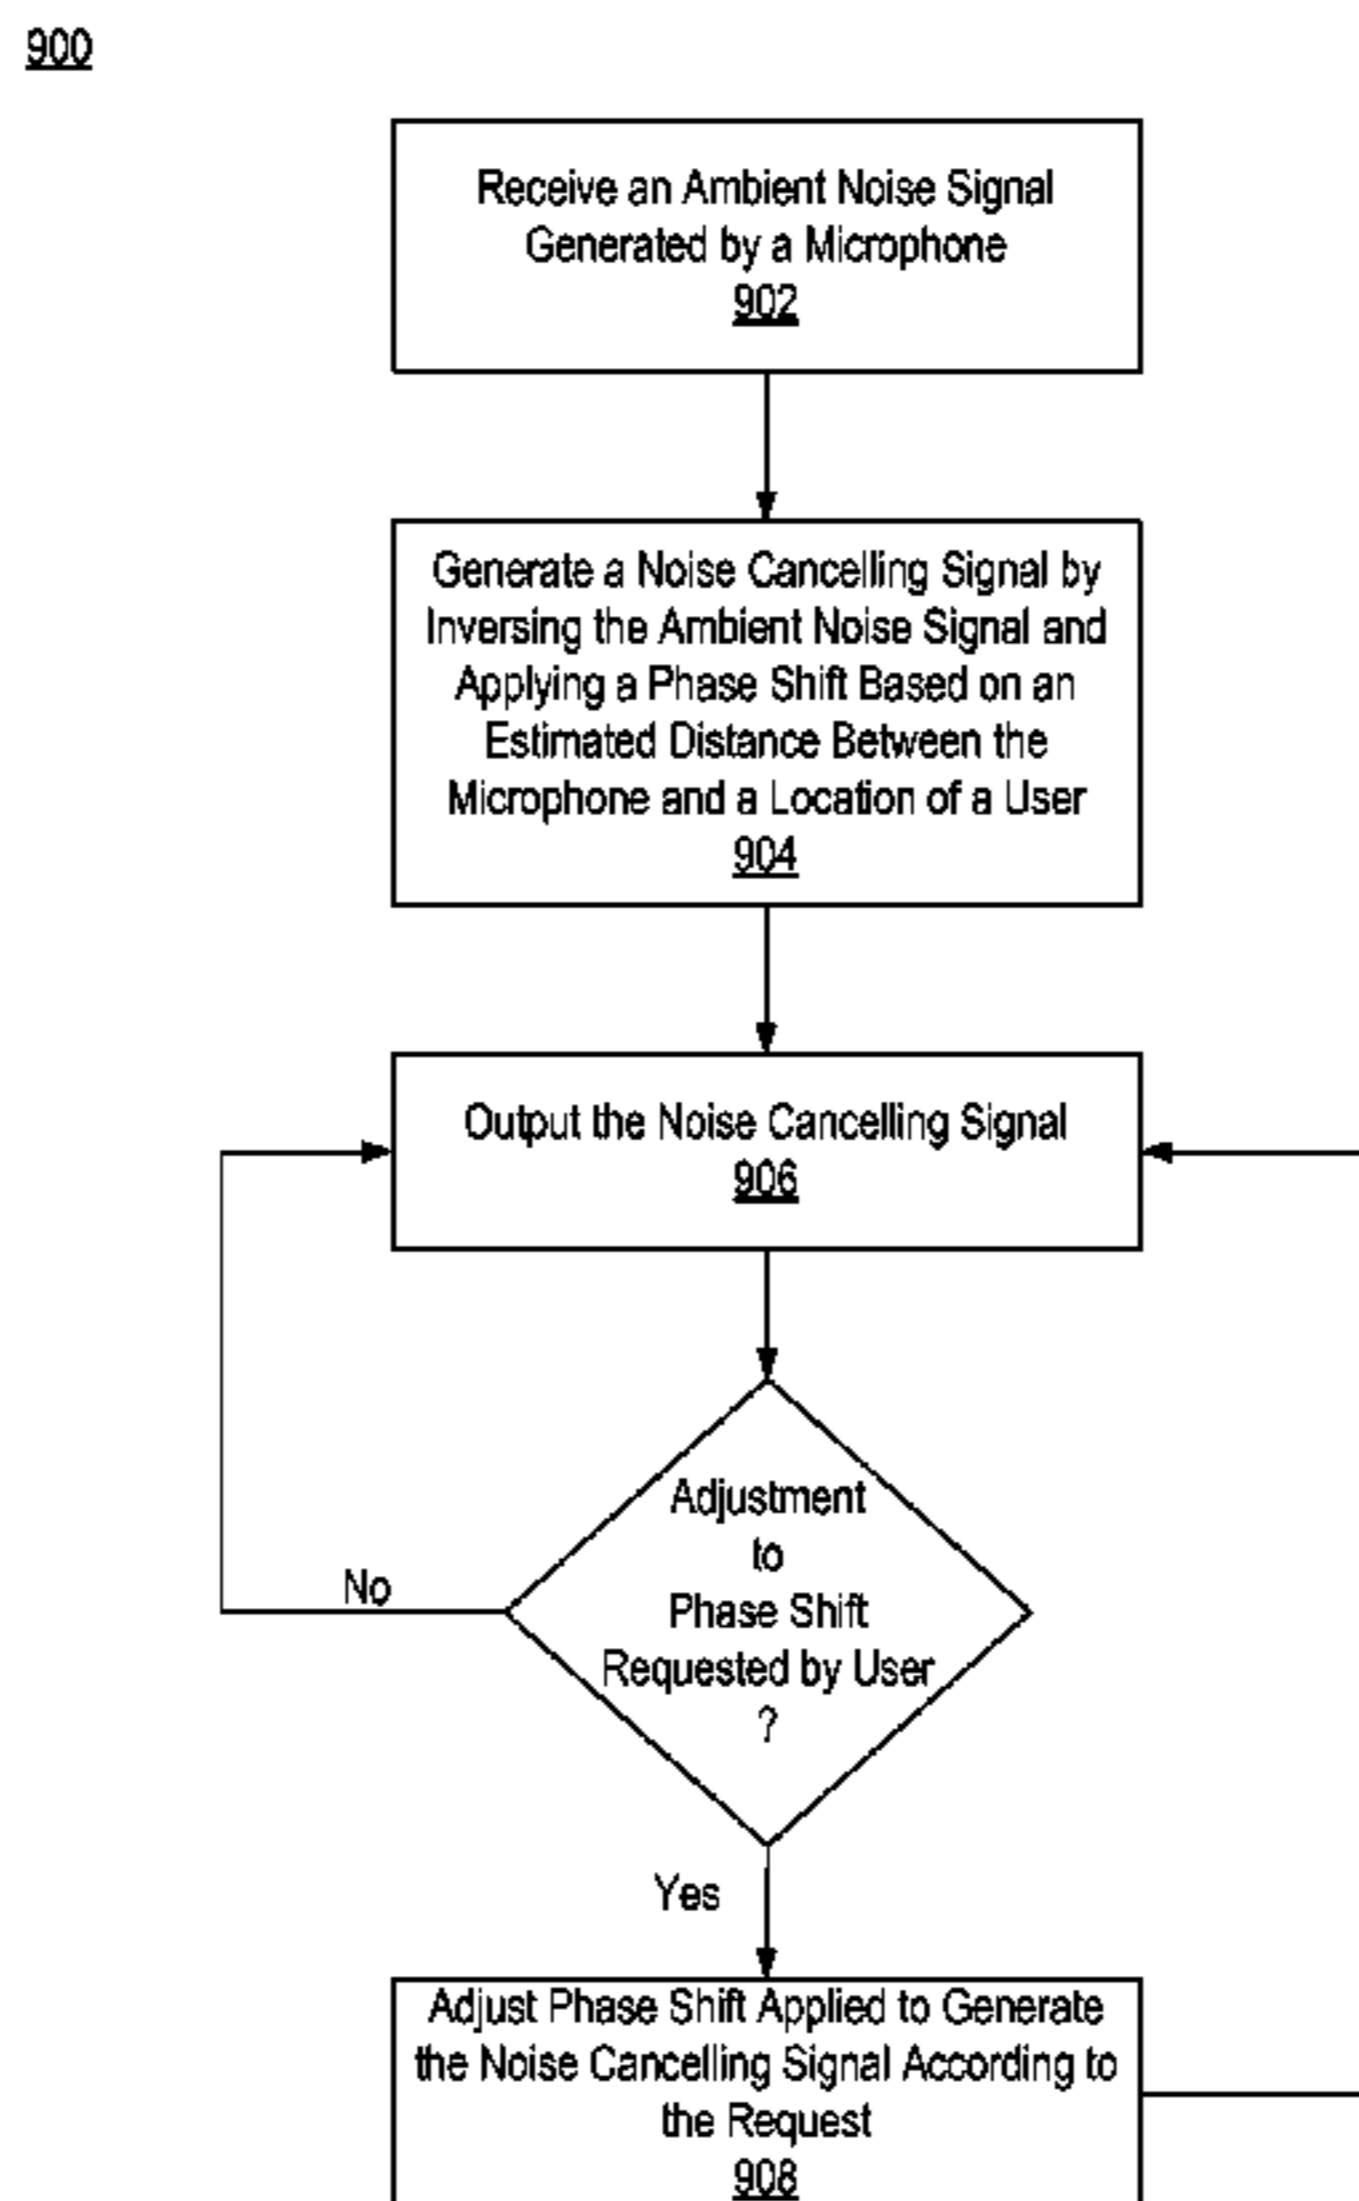 900
Receive an Ambient Noise Signal
Generated by a Microphone
902
Generate a Noise Cancelling Signal by
Inversing the Ambient Noise Signal and
Applying a Phase Shift Based on an
Estimated Distance Between the
Microphone and a Location of a User
904
Output the Noise Cancelling Signal
906
Adjustment
to
Phase Shift
Requested by User
?
No
Yes
Adjust Phase Shift Applied to Generate
the Noise Cancelling Signal According to
the Request
908